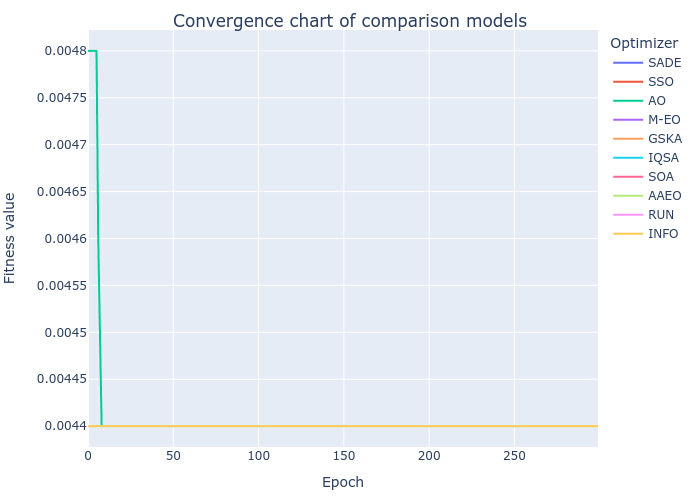 Convergence chart of comparison models
Fitness value
0.0048
0.00475
0.0047
0.00465
0.0046
0.00455
0.0045
0.00445
0.0044
0
50
100
150
200
250
Epoch
Optimizer
SADE
SSO
AO
M-EO
GSKA
IQSA
SOA
AAEO
RUN
INFO